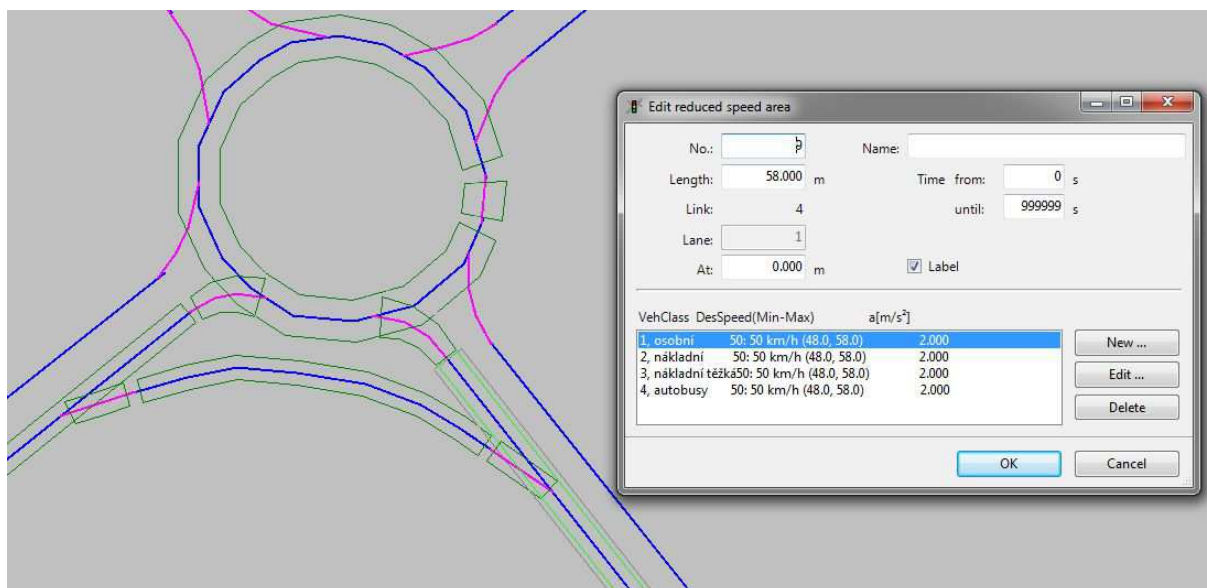 Edit reduced speed area
No.: Name:
Length: 58.000 m Time from: 0 s
Link: 4 until: 999999 s
Lane: 1
At: 0.000 m Label
VehClass DesSpeed(Min-Max) a[m/s²]
1, osobní 50: 50 km/h (48.0, 58.0) 2.000
2, nákladní 50: 50 km/h (48.0, 58.0) 2.000
3, nákladní těžká50: 50 km/h (48.0, 58.0) 2.000
4, autobusy 50: 50 km/h (48.0, 58.0) 2.000
New ...
Edit ...
Delete
OK Cancel